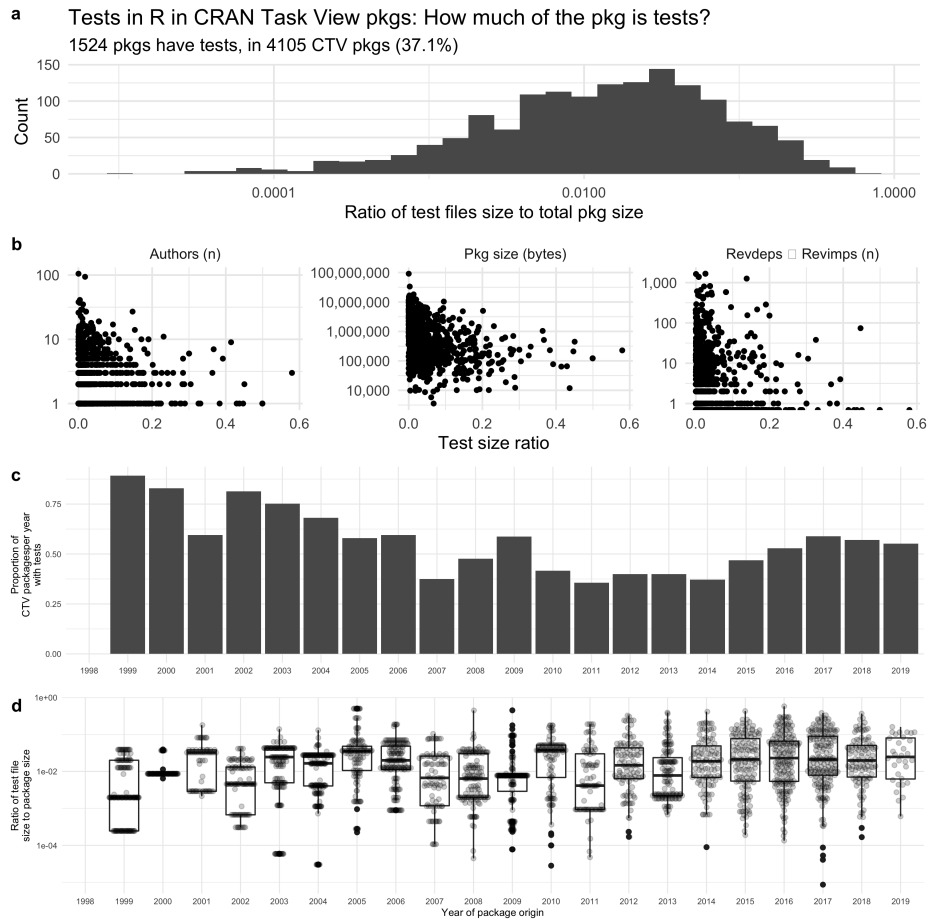 a
Tests in R in CRAN Task View pkgs: How much of the pkg is tests?
1524 pkgs have tests, in 4105 CTV pkgs (37.1%)
150
100
50
0
Count
0.0001 0.0100 1.0000
Ratio of test files size to total pkg size
b
Authors (n) Pkg size (bytes) Revdeps □ Revimps (n)
100
10
1
0.0 0.2 0.4 0.6
100,000,000
10,000,000
1,000,000
100,000
10,000
0.0 0.2 0.4 0.6
1,000
100
10
1
0.0 0.2 0.4 0.6
Test size ratio
c
Proportion of
CTV packagesper year
with tests
0.75
0.50
0.25
0.00
1998 1999 2000 2001 2002 2003 2004 2005 2006 2007 2008 2009 2010 2011 2012 2013 2014 2015 2016 2017 2018 2019
d
Ratio of test file
size to package size
1e+00
1e-02
1e-04
1998 1999 2000 2001 2002 2003 2004 2005 2006 2007 2008 2009 2010 2011 2012 2013 2014 2015 2016 2017 2018 2019
Year of package origin